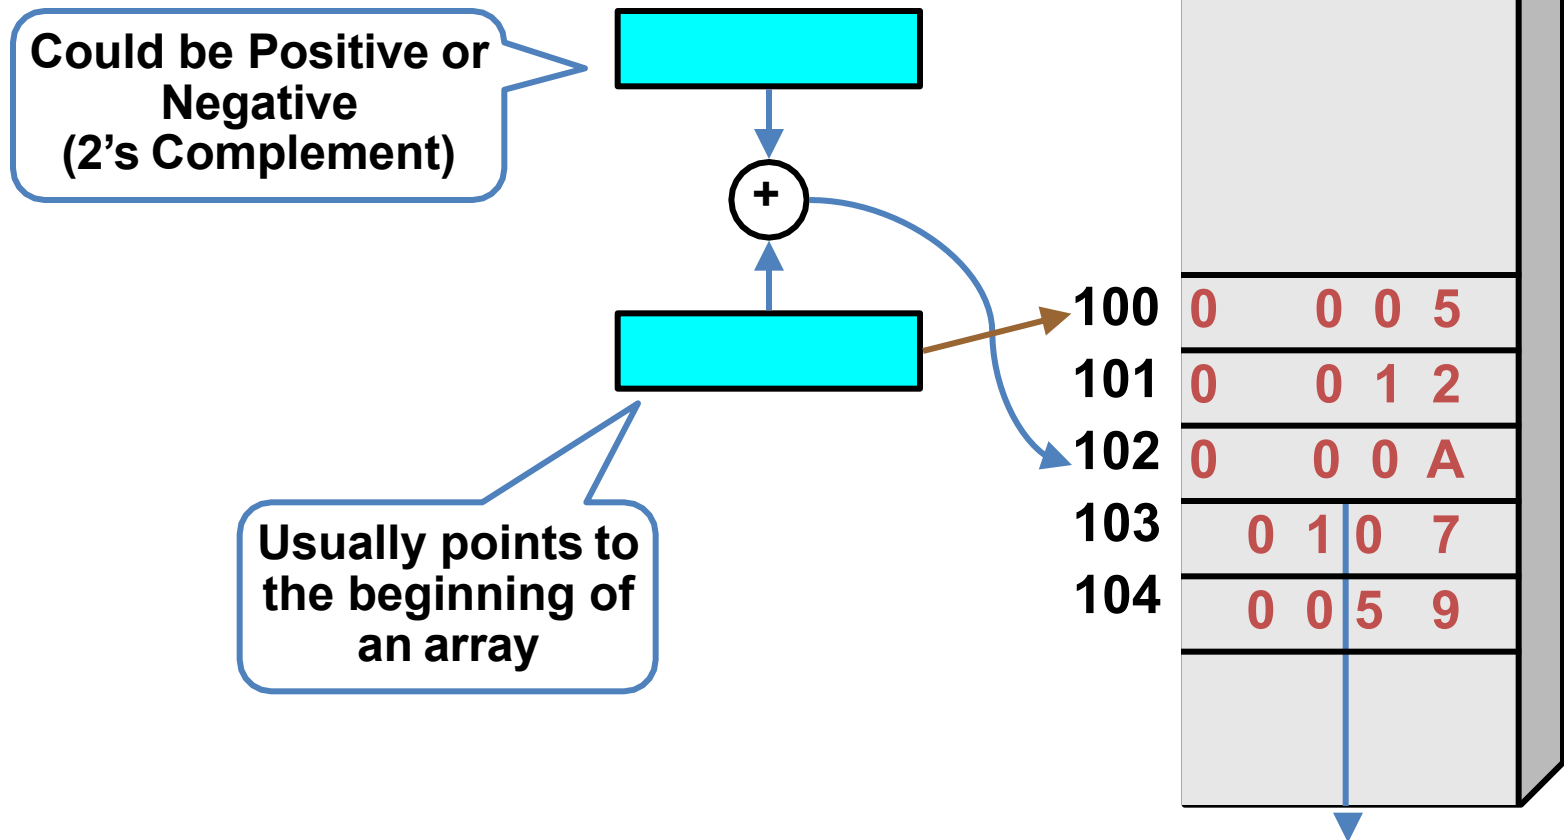 Could be Positive or
Negative
(2’s Complement)
+
Usually points to
the beginning of
an array
100 0 0 0 5
101 0 0 1 2
102 0 0 0 A
103 0 1 0 7
104 0 0 5 9